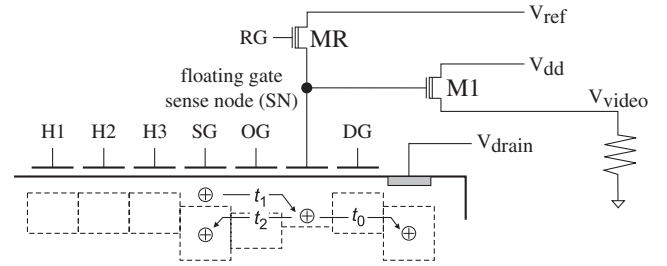 V_ref
RG MR
V_dd
floating gate
sense node (SN)
M1
V_video
H1 H2 H3 SG OG DG
V_drain
t_1
t_2 t_0